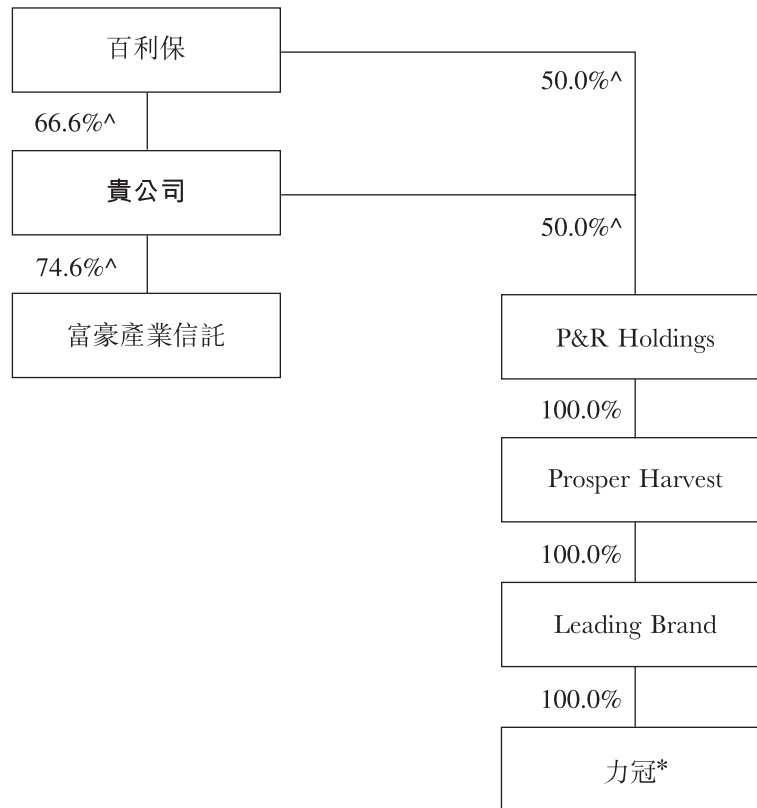 百利保
50.0%^
66.6%^
貴公司
50.0%^
74.6%^
富豪產業信託
P&R Holdings
100.0%
Prosper Harvest
100.0%
Leading Brand
100.0%
力冠*